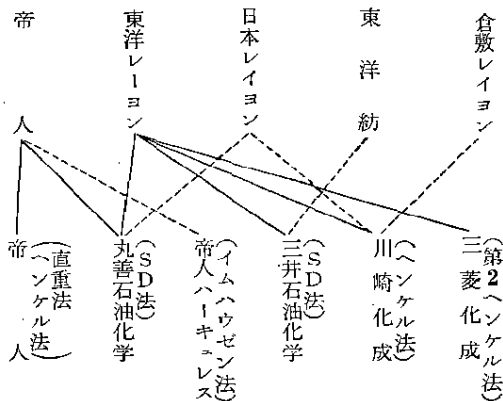 帝人
東洋レーヨン
日本レイヨン
東洋紡
倉敷レイヨン
帝人
(直重法
ヘンケル法)
丸善石油化学
(SD法)
帝人ハーキュレス
(イムハウゼン法)
三井石油化学
(SD法)
川崎化成
(ヘンケル法)
三菱化成
(第2ヘンケル法)